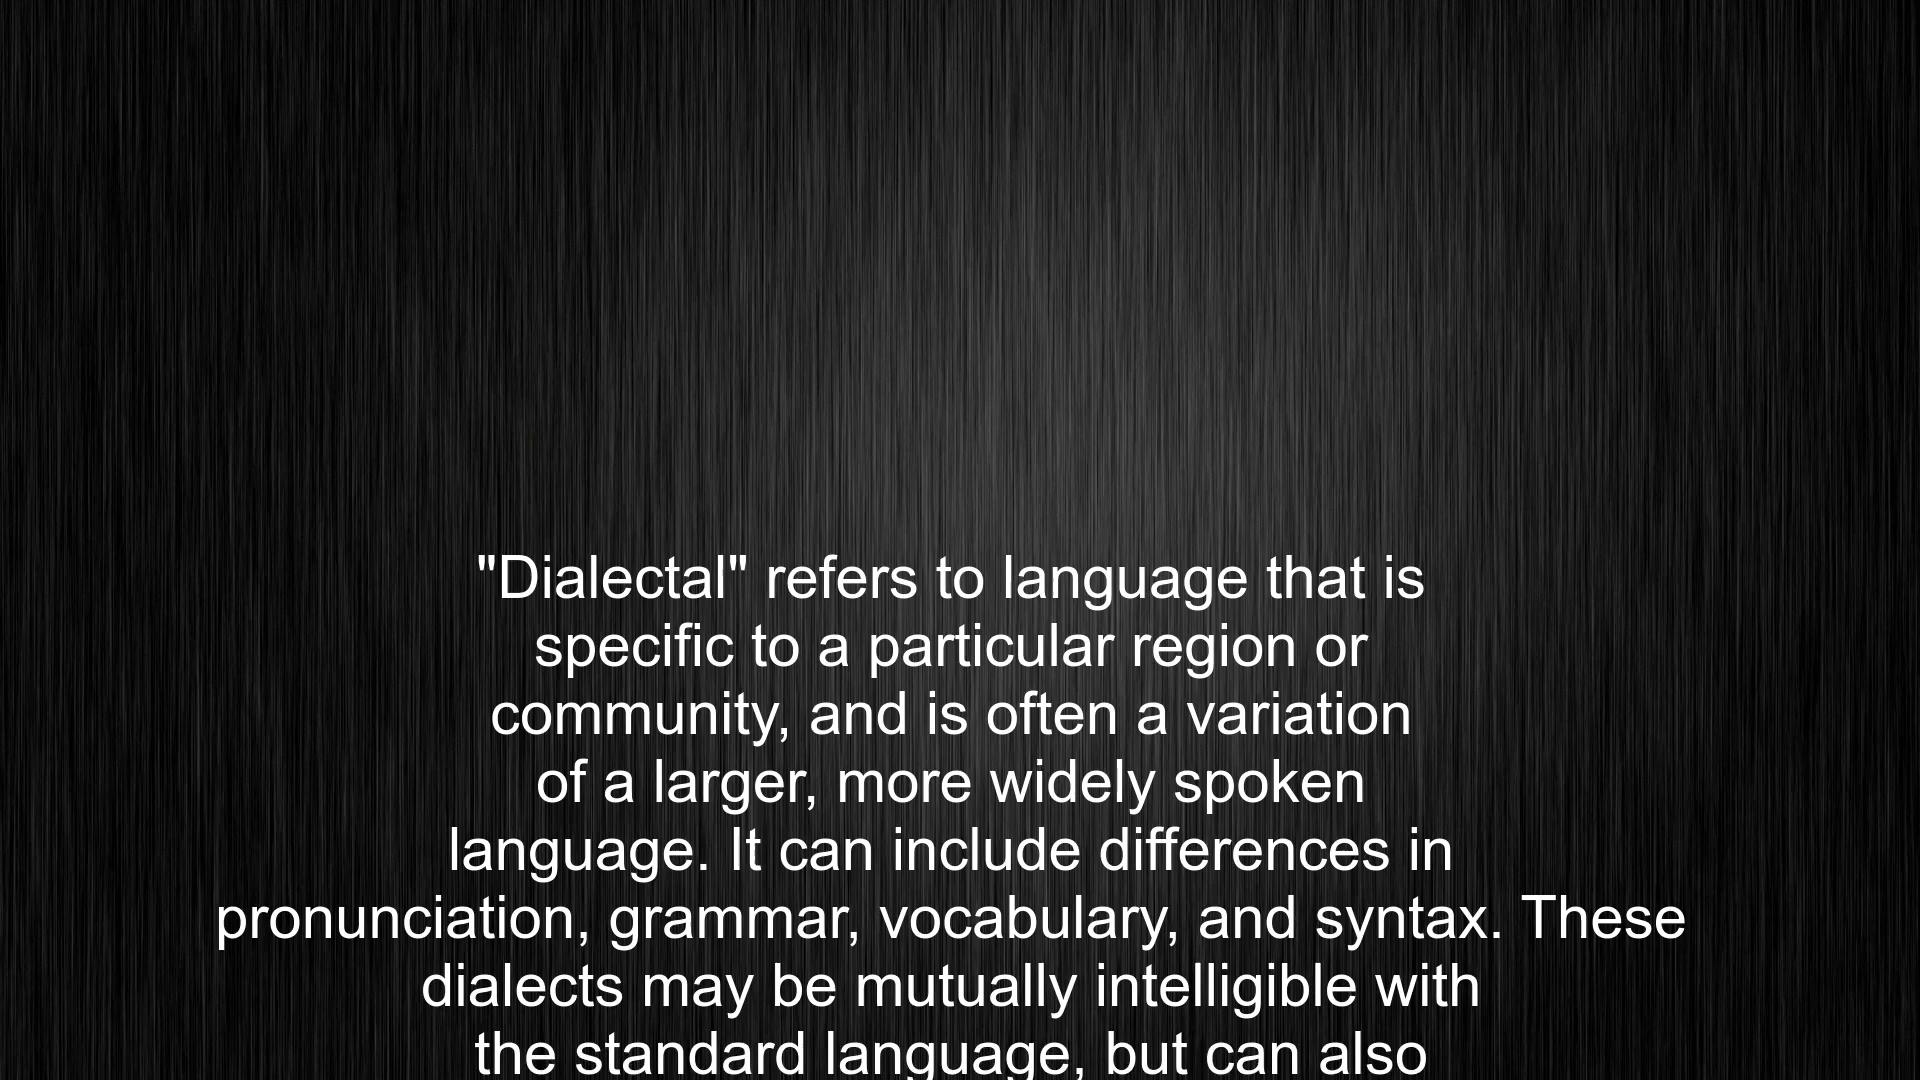 "Dialectal" refers to language that is
specific to a particular region or
community, and is often a variation
of a larger, more widely spoken
language. It can include differences in
pronunciation, grammar, vocabulary, and syntax. These
dialects may be mutually intelligible with
the standard language, but can also